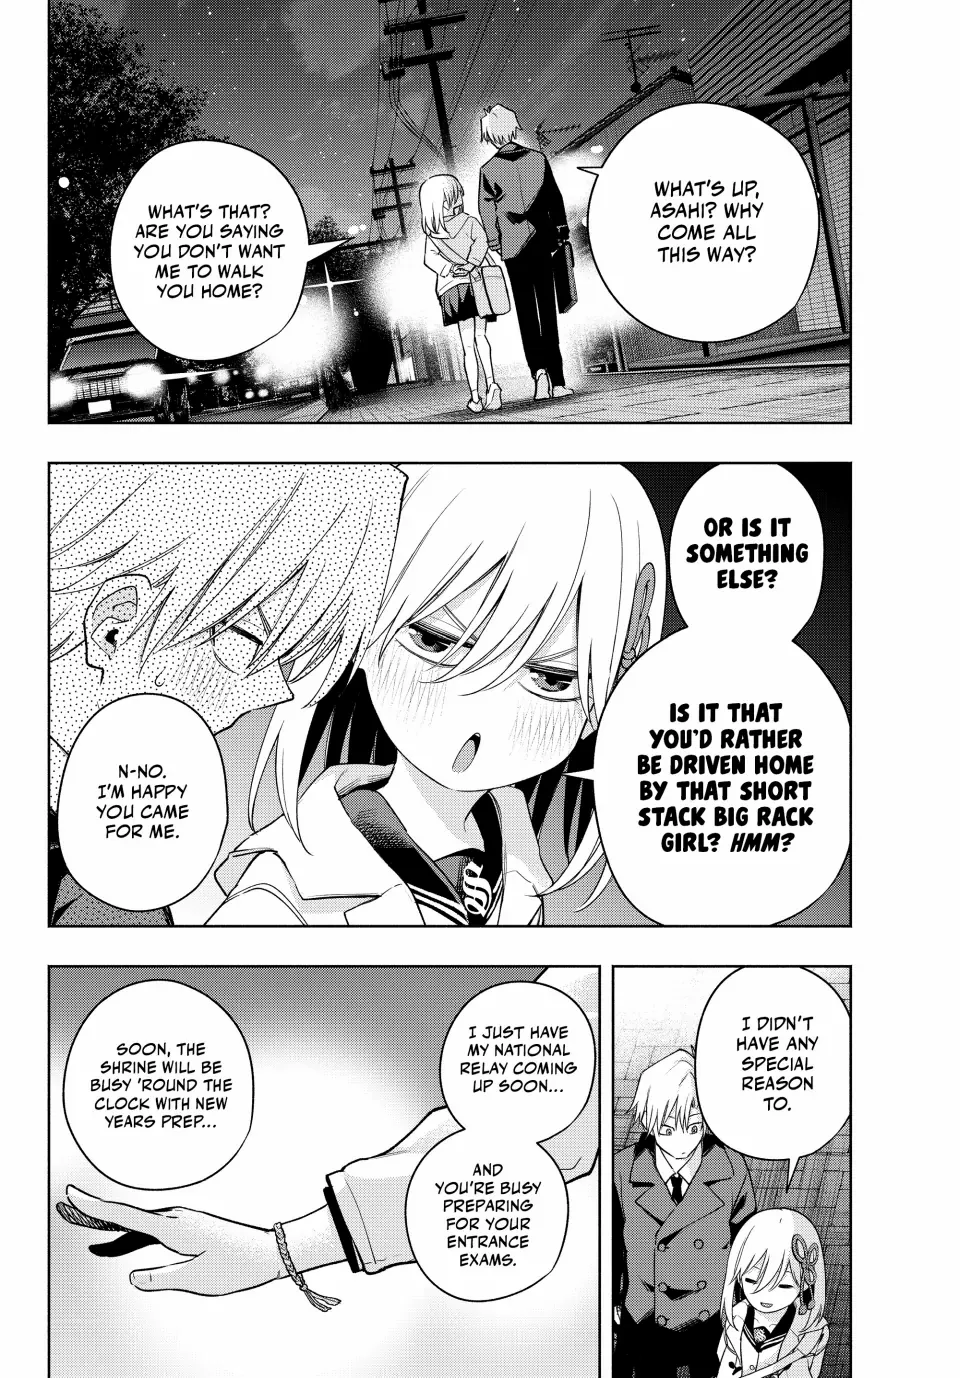 WHAT'S UP,
ASAHI? WHY
COME ALL
THIS WAY?
WHAT'S THAT?
ARE YOU SAYING
YOU DON'T WANT
ME TO WALK
YOU HOME?
OR IS IT
SOMETHING
ELSE?
IS IT THAT
YOU'D RATHER
BE DRIVEN HOME
BY THAT SHORT
STACK BIG RACK
GIRL? HMM?
N-NO.
I'M HAPPY
YOU CAME
FOR ME.
I DIDN'T
HAVE ANY
SPECIAL
REASON
TO.
I JUST HAVE
MY NATIONAL
RELAY COMING
UP SOON...
AND
YOU'RE BUSY
PREPARING
FOR YOUR
ENTRANCE
EXAMS.
SOON, THE
SHRINE WILL BE
BUSY 'ROUND THE
CLOCK WITH NEW
YEARS PREP...